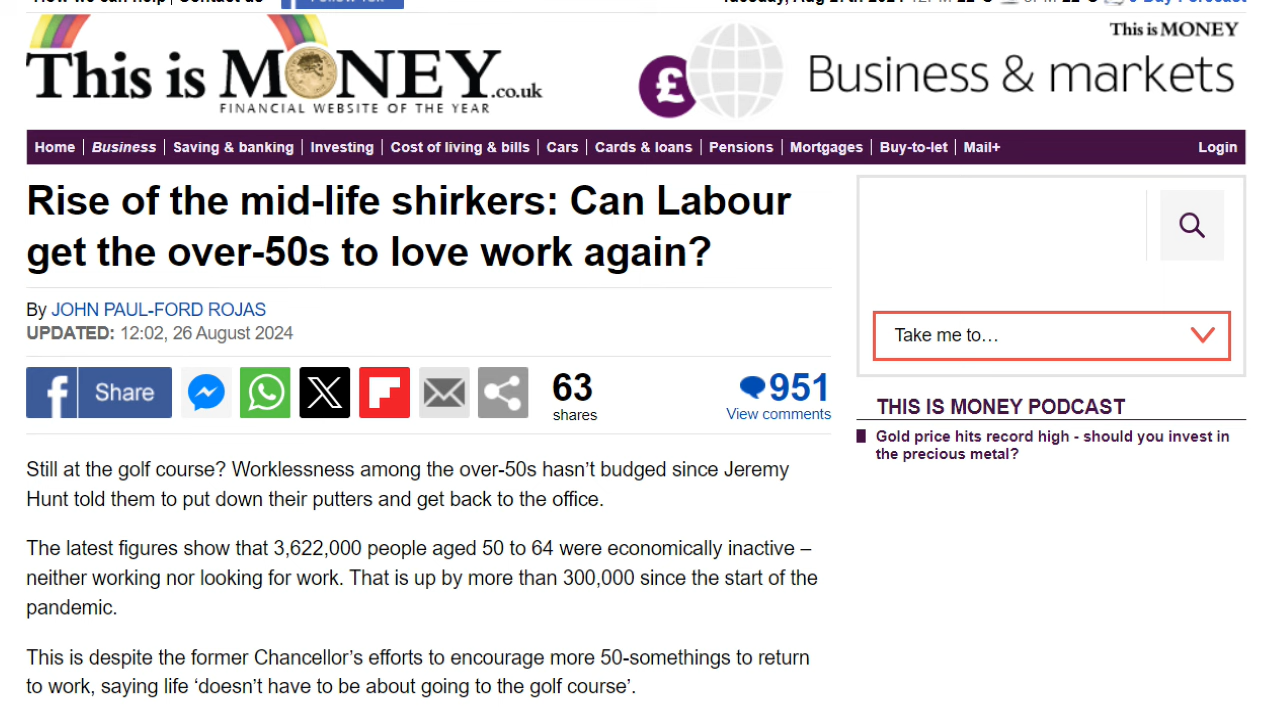 This is MONEY.co.uk
FINANCIAL WEBSITE OF THE YEAR
This is MONEY
£ Business & markets
Home | Business | Saving & banking | Investing | Cost of living & bills | Cars | Cards & loans | Pensions | Mortgages | Buy-to-let | Mail+ Login
Rise of the mid-life shirkers: Can Labour
get the over-50s to love work again?
By JOHN PAUL-FORD ROJAS
UPDATED: 12:02, 26 August 2024
f Share
63
shares
951
View comments
Still at the golf course? Worklessness among the over-50s hasn’t budged since Jeremy
Hunt told them to put down their putters and get back to the office.
The latest figures show that 3,622,000 people aged 50 to 64 were economically inactive –
neither working nor looking for work. That is up by more than 300,000 since the start of the
pandemic.
This is despite the former Chancellor’s efforts to encourage more 50-somethings to return
to work, saying life ‘doesn’t have to be about going to the golf course’.
Take me to…
THIS IS MONEY PODCAST
Gold price hits record high - should you invest in
the precious metal?